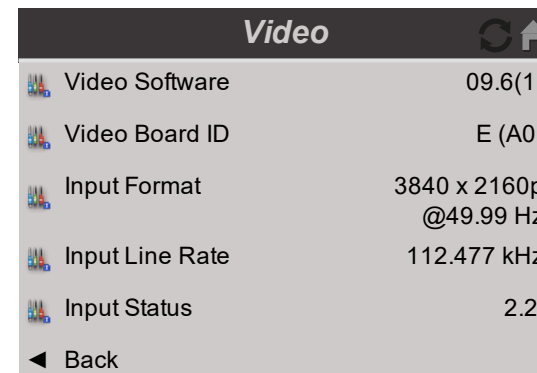 Video
Video Software 09.6(1
Video Board ID E (A0
Input Format 3840 x 2160p
@49.99 Hz
Input Line Rate 112.477 kHz
Input Status 2.2
◄ Back